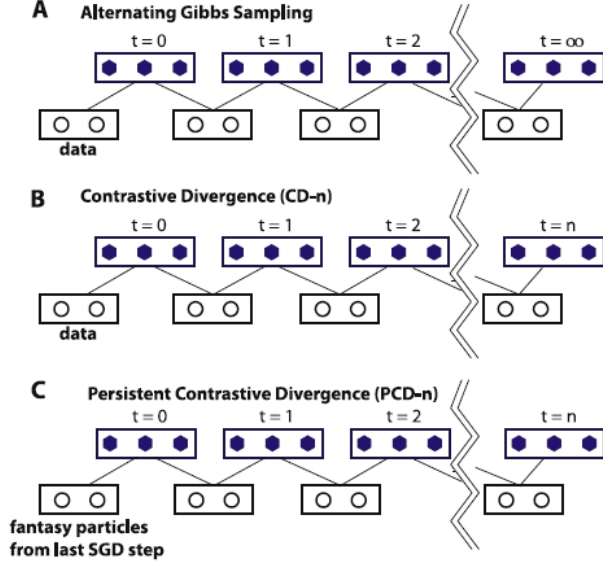 A
Alternating Gibbs Sampling
t = 0 t = 1 t = 2 t = ∞
data
B
Contrastive Divergence (CD-n)
t = 0 t = 1 t = 2 t = n
data
C
Persistent Contrastive Divergence (PCD-n)
t = 0 t = 1 t = 2 t = n
fantasy particles
from last SGD step